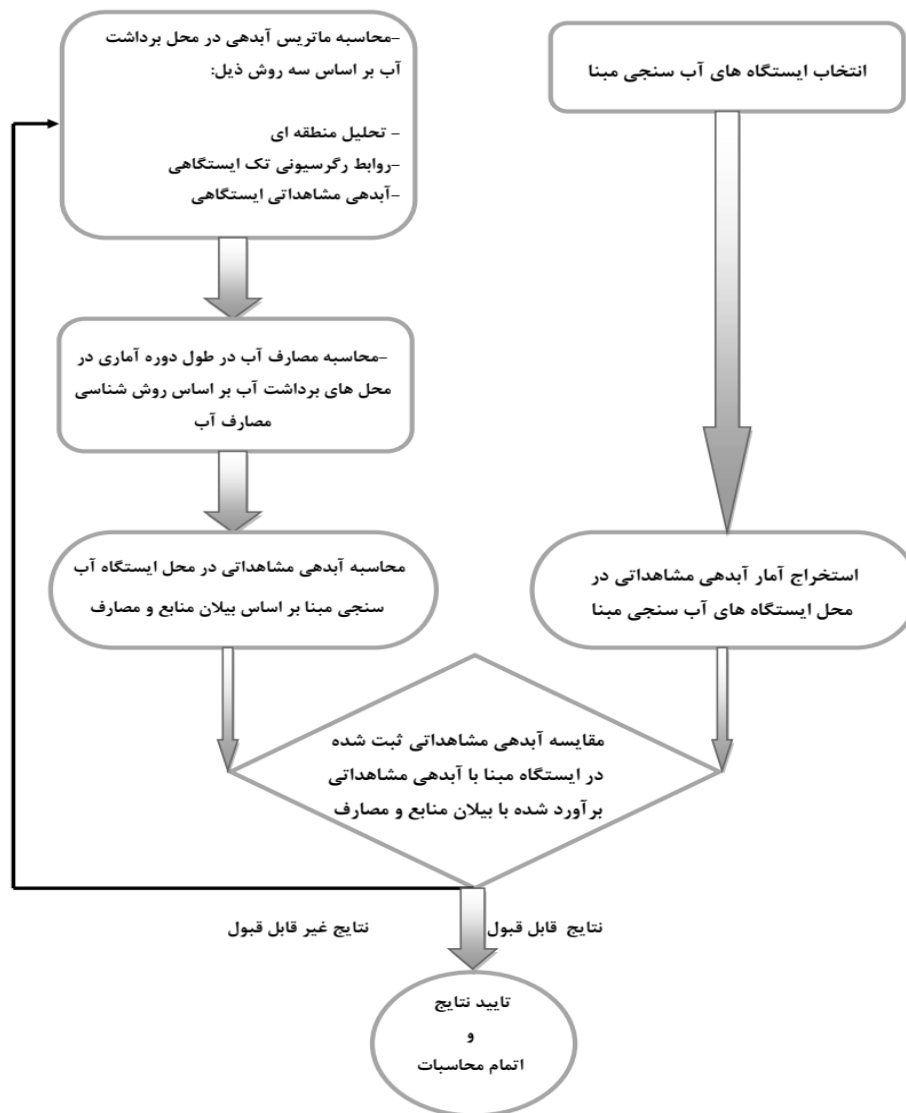 انتخاب ایستگاه های آب سنجی مبنا
–محاسبه ماتریس آبدهی در محل برداشت
آب بر اساس سه روش ذیل:
– تحلیل منطقه ای
–روابط رگرسیونی تک ایستگاهی
–آبدهی مشاهداتی ایستگاهی
–محاسبه مصارف آب در طول دوره آماری در
محل های برداشت آب بر اساس روش شناسی
مصارف آب
استخراج آمار آبدهی مشاهداتی در
محل ایستگاه های آب سنجی مبنا
محاسبه آبدهی مشاهداتی در محل ایستگاه آب
سنجی مبنا بر اساس بیلان منابع و مصارف
مقایسه آبدهی مشاهداتی ثبت شده
در ایستگاه مبنا با آبدهی مشاهداتی
برآورد شده با بیلان منابع و مصارف
نتایج قابل قبول
نتایج غیر قابل قبول
تایید نتایج
و
اتمام محاسبات